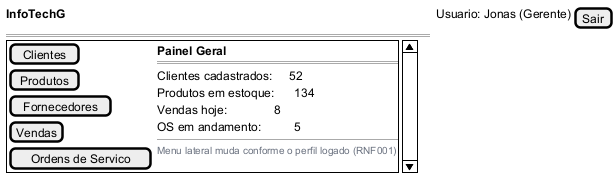 InfoTechG
Usuario: Jonas (Gerente) Sair
Clientes
Produtos
Fornecedores
Vendas
Ordens de Servico
Painel Geral
Clientes cadastrados: 52
Produtos em estoque: 134
Vendas hoje: 8
OS em andamento: 5
Menu lateral muda conforme o perfil logado (RNF001)